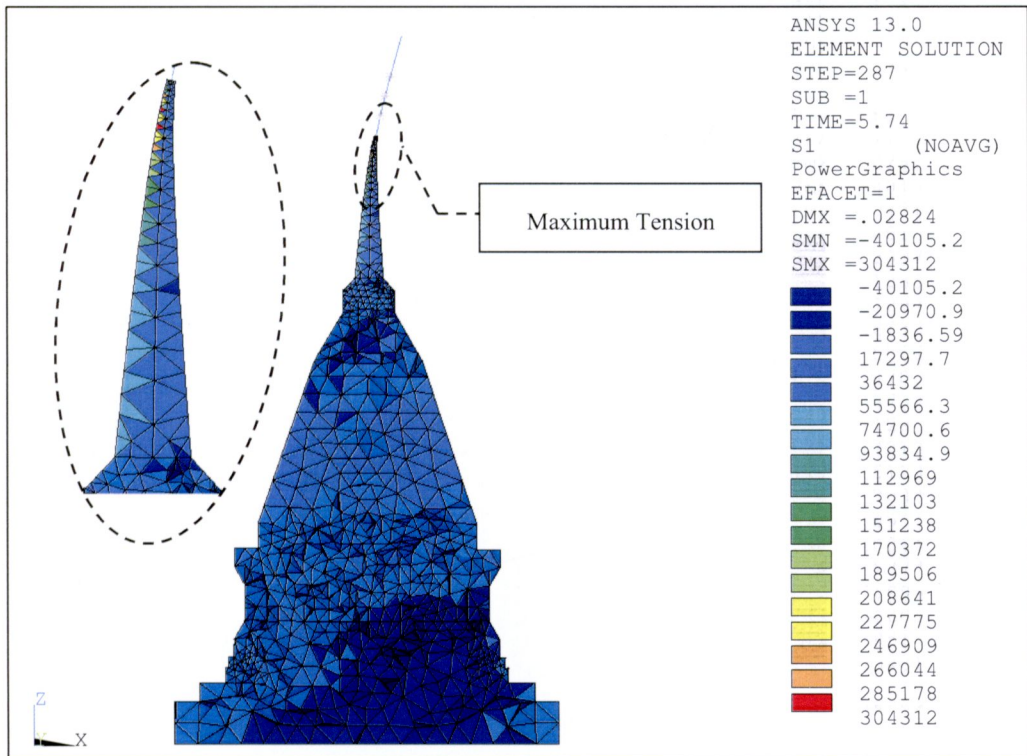 ANSYS 13.0
ELEMENT SOLUTION
STEP=287
SUB =1
TIME=5.74
S1 (NOAVG)
PowerGraphics
EFACET=1
DMX =.02824
SMN =-40105.2
SMX =304312
-40105.2
-20970.9
-1836.59
17297.7
36432
55566.3
74700.6
93834.9
112969
132103
151238
170372
189506
208641
227775
246909
266044
285178
304312
Maximum Tension
Z
Y X